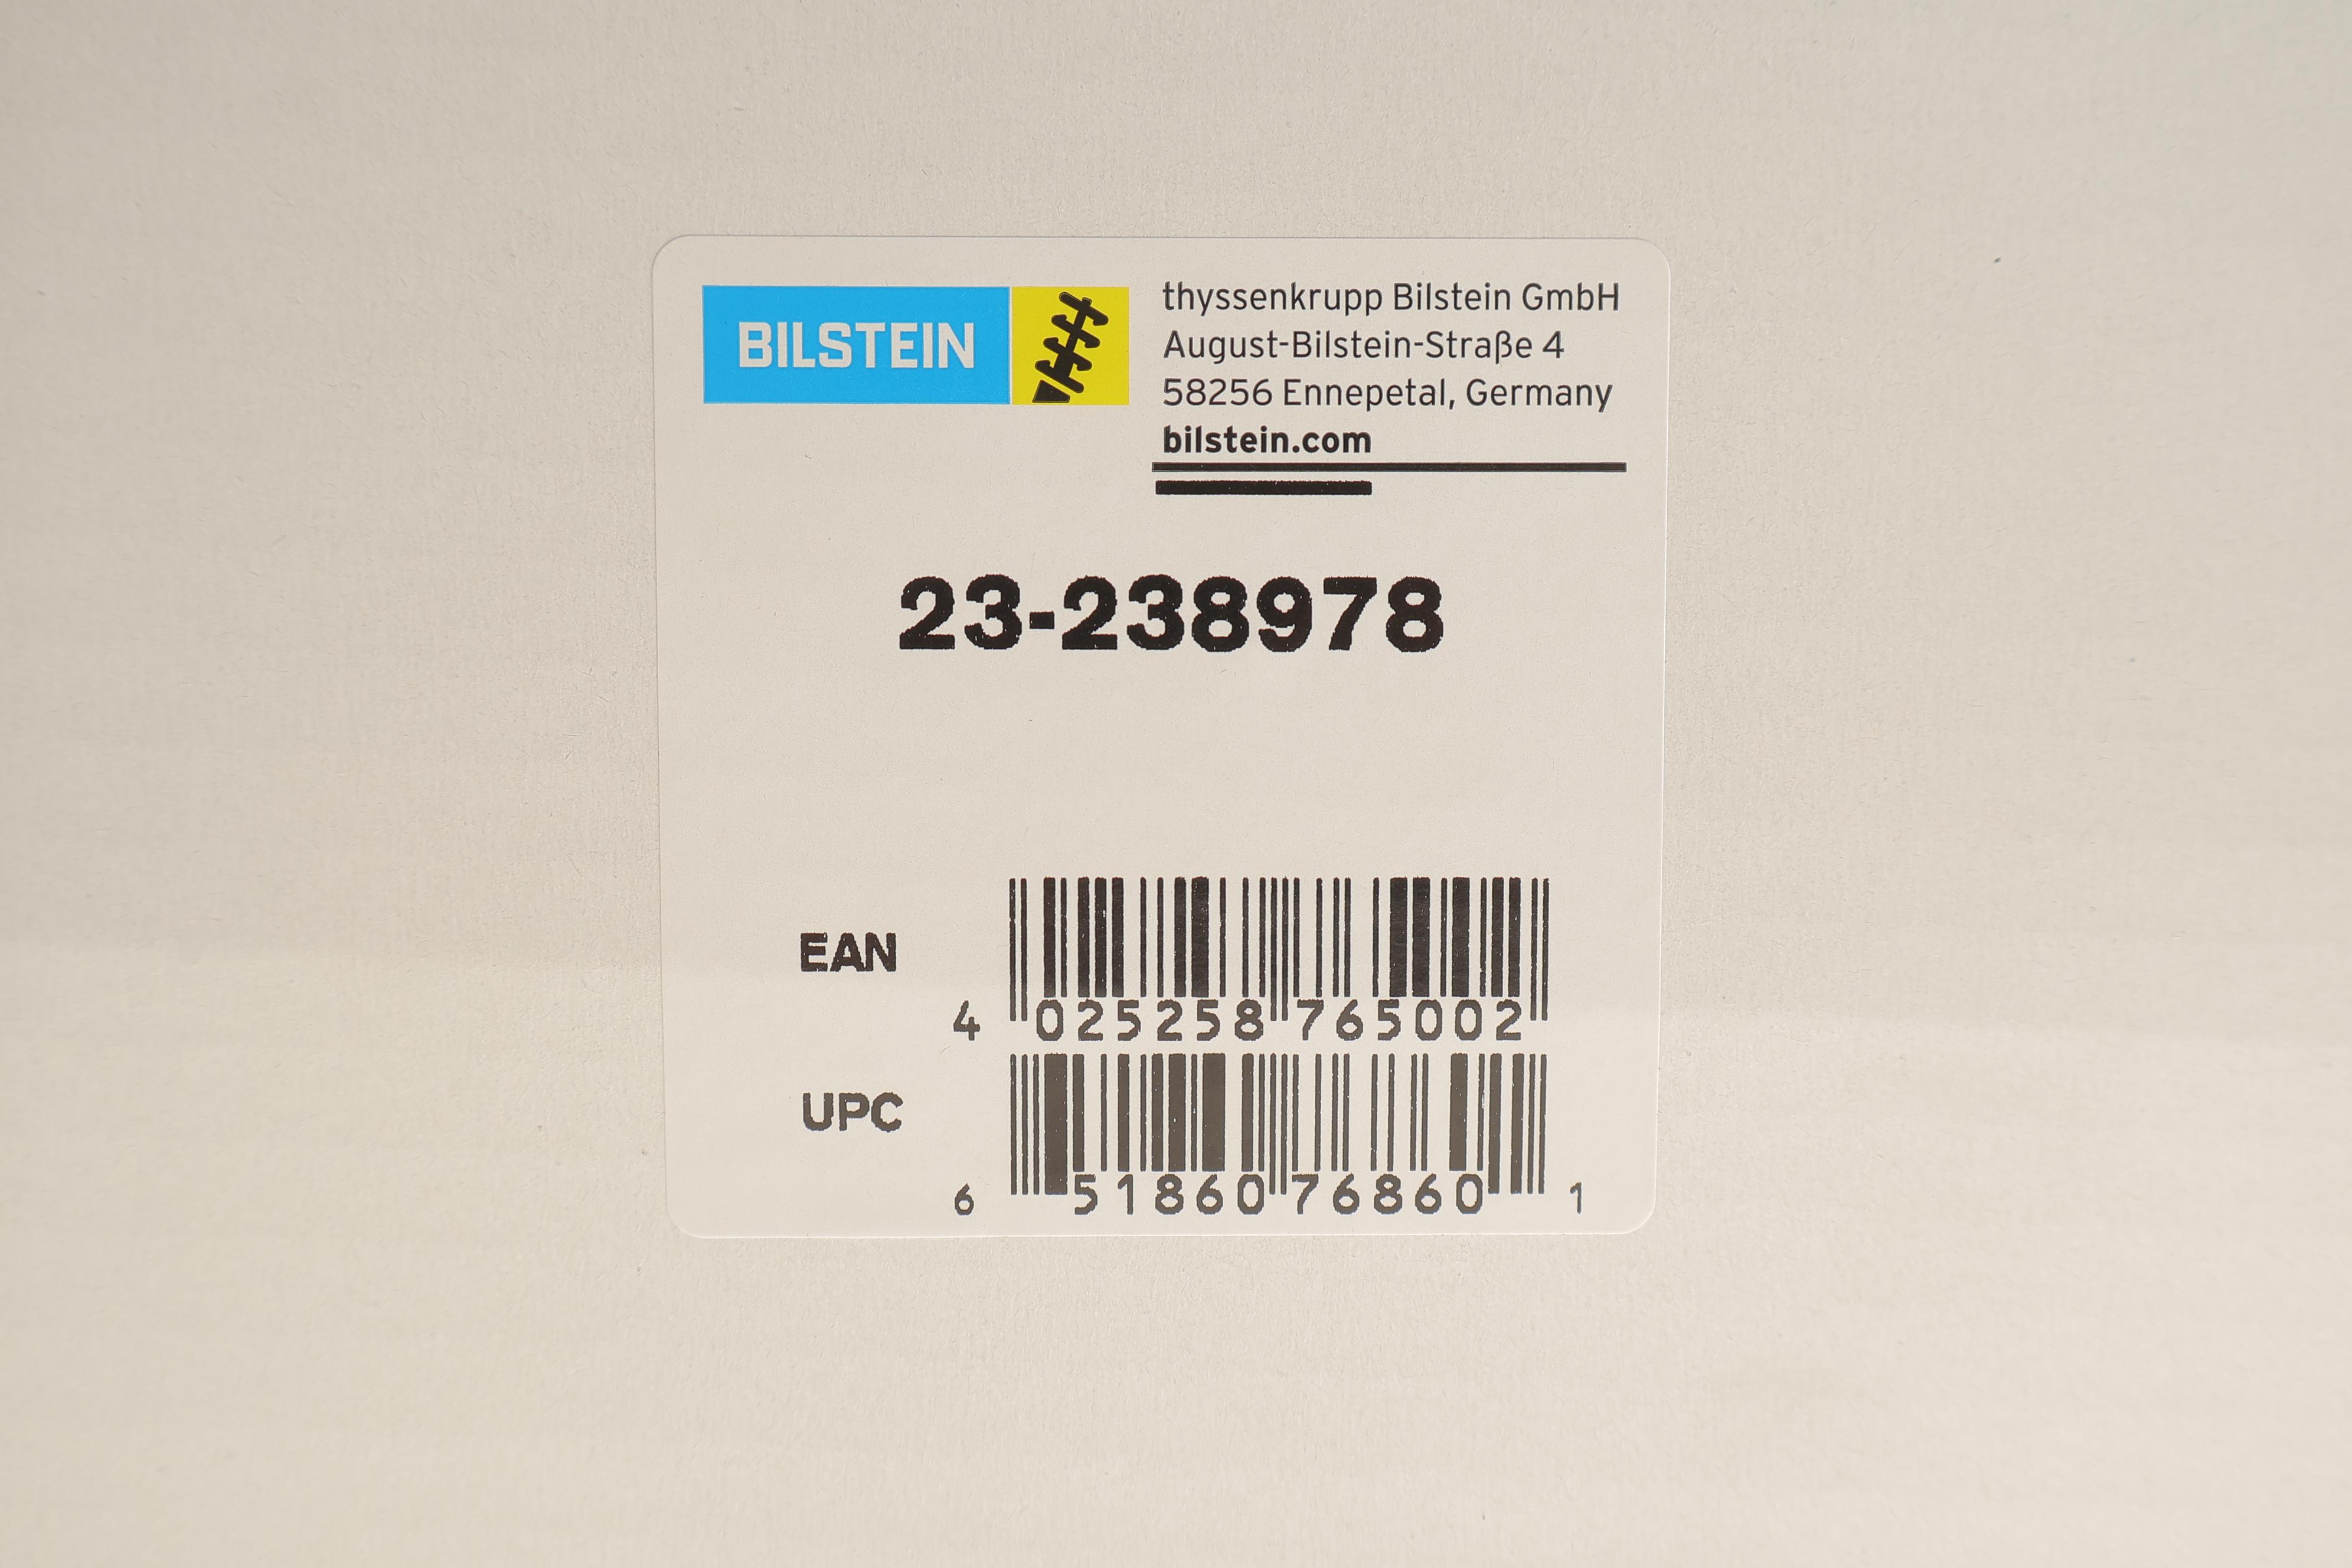 BILSTEIN
thyssenkrupp Bilstein GmbH
August-Bilstein-Straße 4
58256 Ennepetal, Germany
bilstein.com
23-238978
EAN
4 025258 765002
UPC
6 51860 76860 1